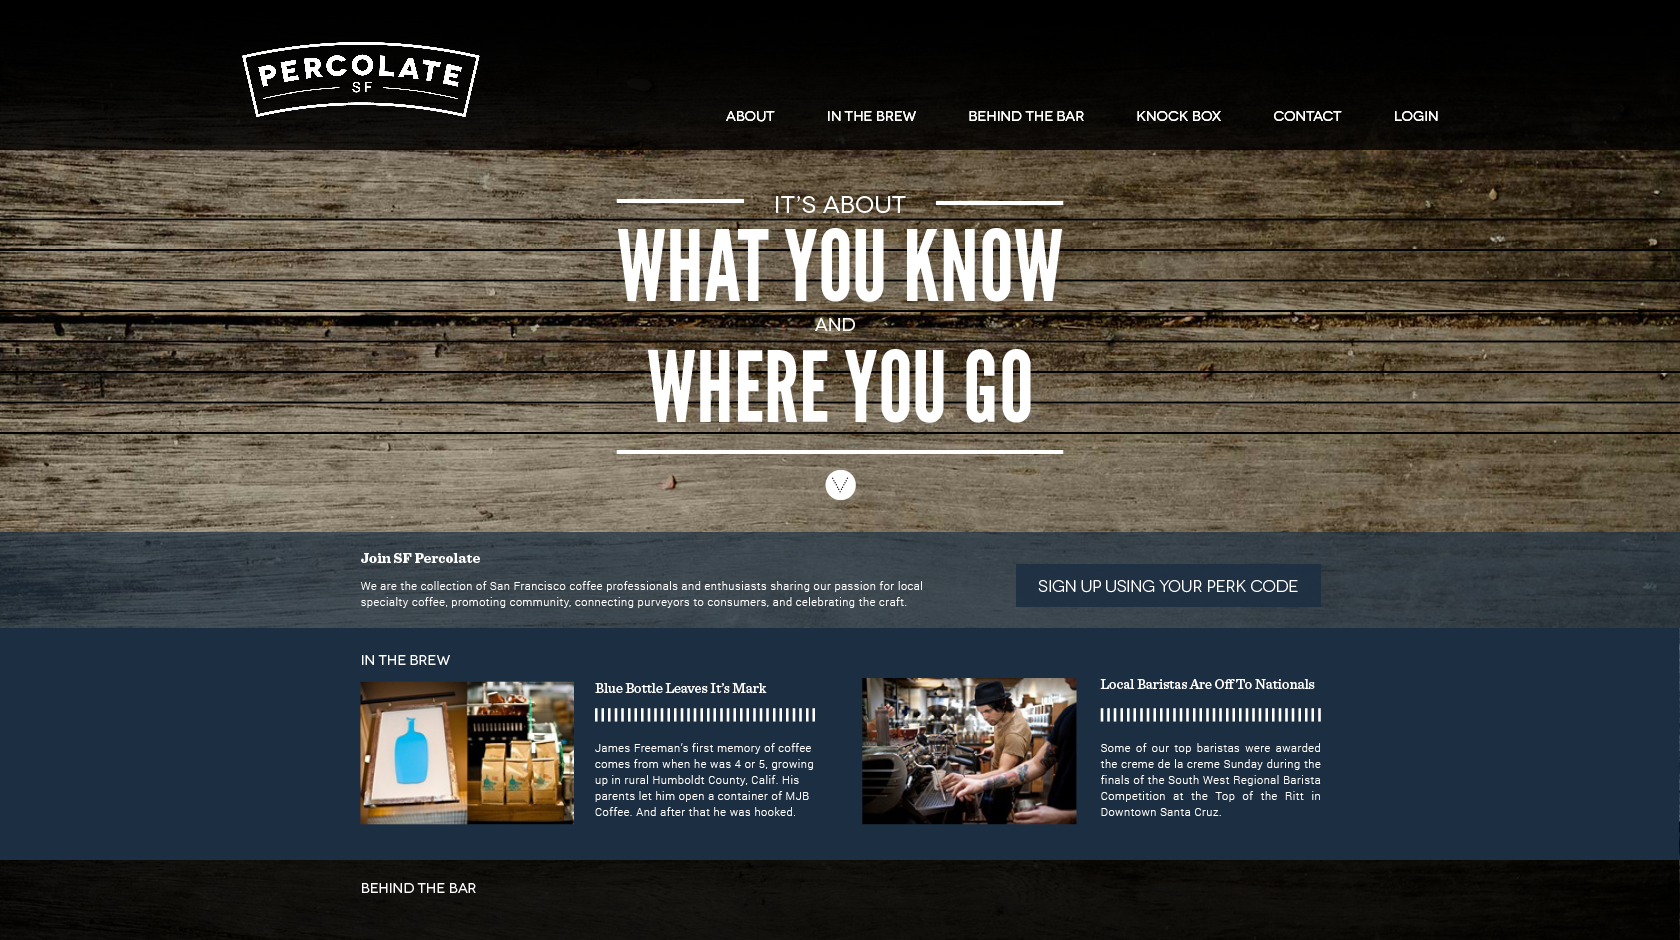 PERCOLATE
SF
ABOUT IN THE BREW BEHIND THE BAR KNOCK BOX CONTACT LOGIN
IT'S ABOUT
WHAT YOU KNOW
AND
WHERE YOU GO
Join SF Percolate
We are the collection of San Francisco coffee professionals and enthusiasts sharing our passion for local
specialty coffee, promoting community, connecting purveyors to consumers, and celebrating the craft.
SIGN UP USING YOUR PERK CODE
IN THE BREW
Blue Bottle Leaves It's Mark
James Freeman's first memory of coffee
comes from when he was 4 or 5, growing
up in rural Humboldt County, Calif. His
parents let him open a container of MJB
Coffee. And after that he was hooked.
Local Baristas Are Off To Nationals
Some of our top baristas were awarded
the creme de la creme Sunday during the
finals of the South West Regional Barista
Competition at the Top of the Ritt in
Downtown Santa Cruz.
BEHIND THE BAR